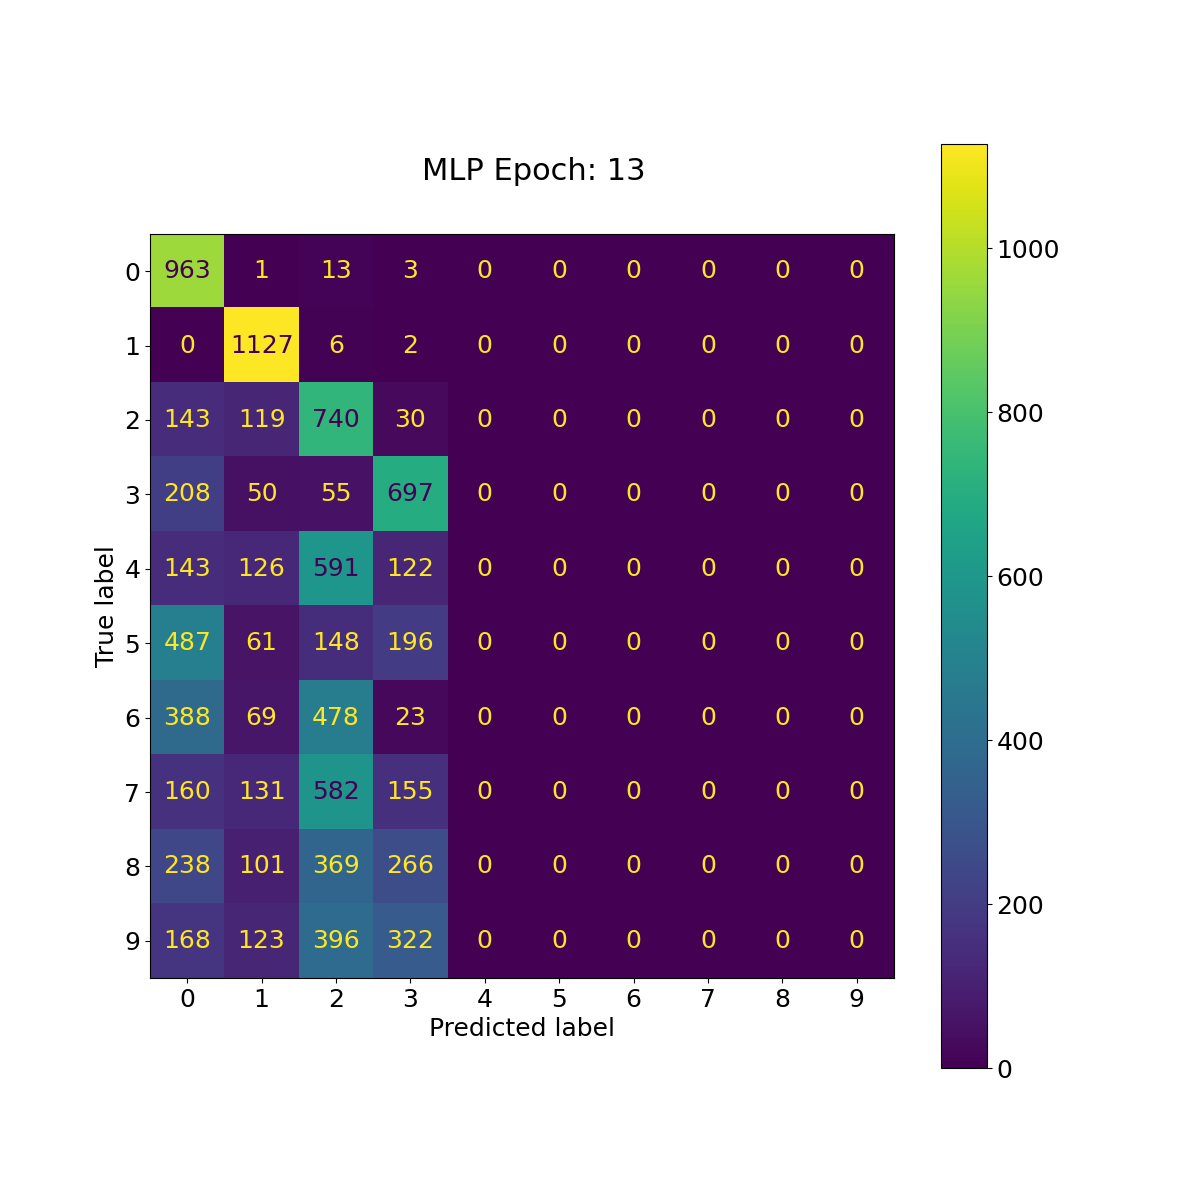 MLP Epoch: 13
0 963 1 13 3 0 0 0 0 0 0
1 0 1127 6 2 0 0 0 0 0 0
2 143 119 740 30 0 0 0 0 0 0
3 208 50 55 697 0 0 0 0 0 0
4 143 126 591 122 0 0 0 0 0 0
5 487 61 148 196 0 0 0 0 0 0
6 388 69 478 23 0 0 0 0 0 0
7 160 131 582 155 0 0 0 0 0 0
8 238 101 369 266 0 0 0 0 0 0
9 168 123 396 322 0 0 0 0 0 0
0 1 2 3 4 5 6 7 8 9
Predicted label
True label
1000
800
600
400
200
0